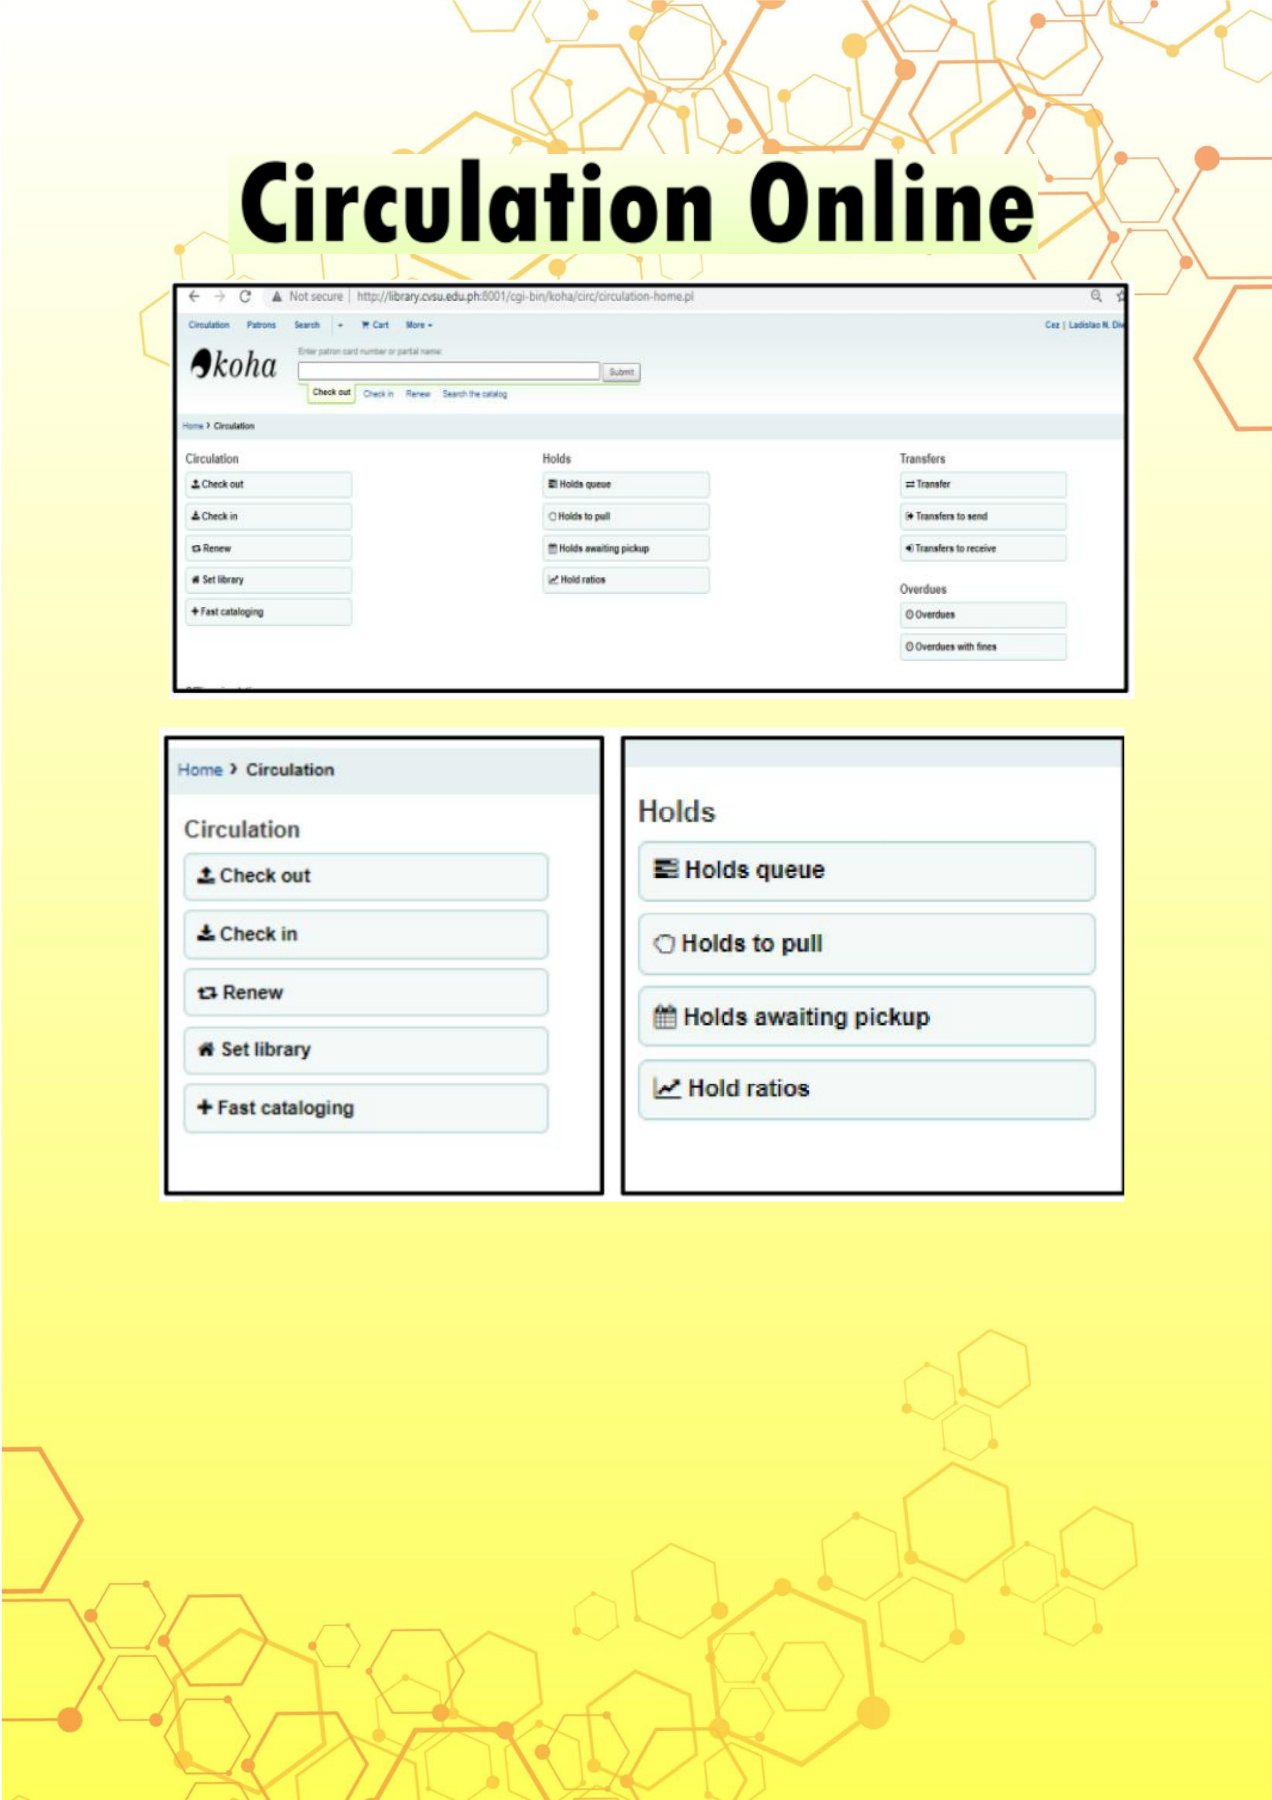 Circulation Online
Not secure | http://library.cvsu.edu.ph:8001/cgi-bin/koha/circ/circulation-home.pl
Circulation Patrons Search Cart More Cez | Ladislao N. Di
koha
Enter patron card number or partial name:
Submit
Check out Check in Renew Search the catalog
Home › Circulation
Circulation
Check out
Check in
Renew
Set library
Fast cataloging
Holds
Holds queue
Holds to pull
Holds awaiting pickup
Hold ratios
Transfers
Transfer
Transfers to send
Transfers to receive
Overdues
Overdues
Overdues with fines
Home › Circulation
Circulation
Check out
Check in
Renew
Set library
Fast cataloging
Holds
Holds queue
Holds to pull
Holds awaiting pickup
Hold ratios